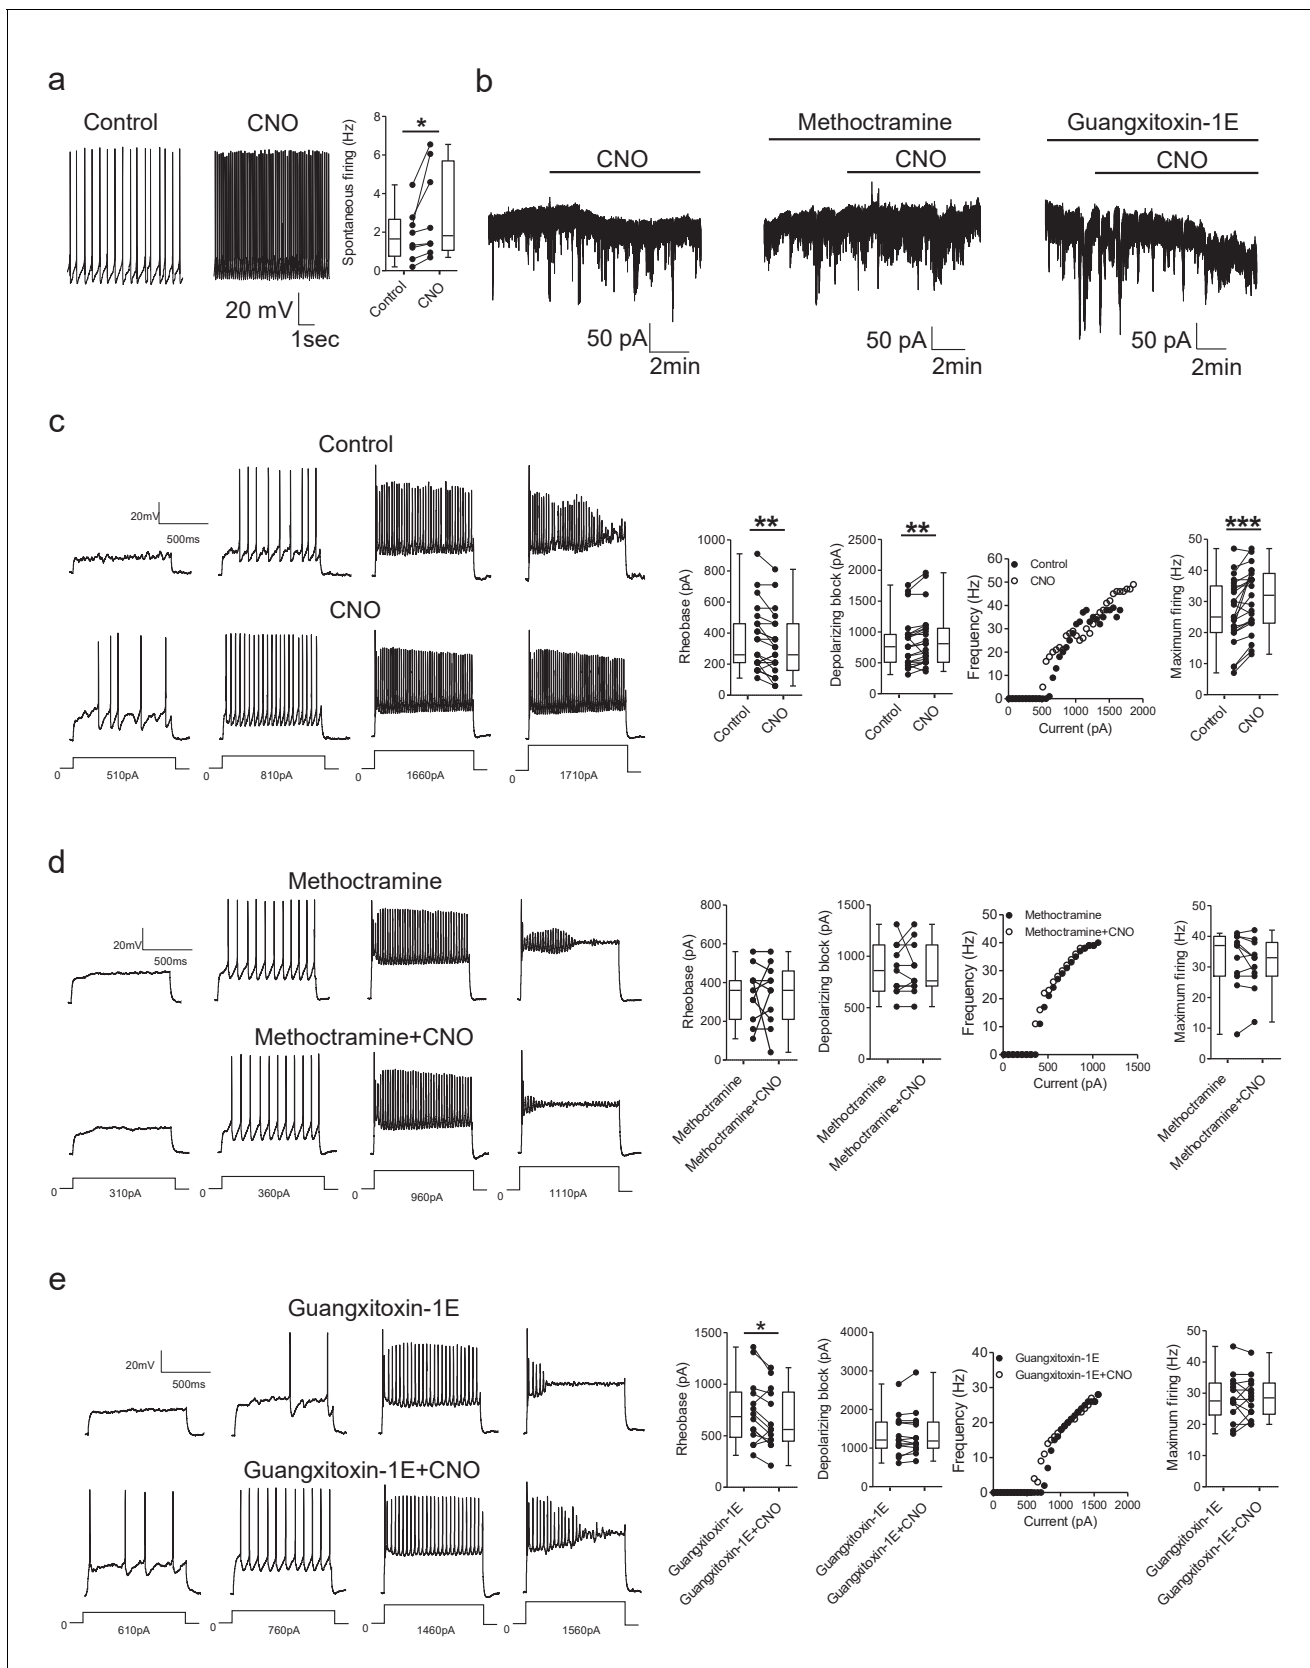 a
Control
CNO
Spontaneous firing (Hz)
8
6
4
2
0
*
Control
CNO
20 mV
1sec
b
CNO
50 pA
2min
Methoctramine
CNO
50 pA
2min
Guangxitoxin-1E
CNO
50 pA
2min
c
Control
20mV
500ms
CNO
0
510pA
0
810pA
0
1660pA
0
1710pA
Rheobase (pA)
1000
800
600
400
200
0
**
Control
CNO
Depolarizing block (pA)
2500
2000
1500
1000
500
0
**
Control
CNO
Frequency (Hz)
60
50
40
30
20
10
0
Control
CNO
0
500
1000
1500
2000
Current (pA)
Maximum firing (Hz)
50
40
30
20
10
0
***
Control
CNO
d
Methoctramine
20mV
500ms
Methoctramine+CNO
0
310pA
0
360pA
0
960pA
0
1110pA
Rheobase (pA)
800
600
400
200
0
Methoctramine
Methoctramine+CNO
Depolarizing block (pA)
1500
1000
500
0
Methoctramine
Methoctramine+CNO
Frequency (Hz)
50
40
30
20
10
0
Methoctramine
Methoctramine+CNO
0
500
1000
1500
Current (pA)
Maximum firing (Hz)
50
40
30
20
10
0
Methoctramine
Methoctramine+CNO
e
Guangxitoxin-1E
20mV
500ms
Guangxitoxin-1E+CNO
0
610pA
0
760pA
0
1460pA
0
1560pA
Rheobase (pA)
1500
1000
500
0
*
Guangxitoxin-1E
Guangxitoxin-1E+CNO
Depolarizing block (pA)
4000
3000
2000
1000
0
Guangxitoxin-1E
Guangxitoxin-1E+CNO
Frequency (Hz)
40
30
20
10
0
Guangxitoxin-1E
Guangxitoxin-1E+CNO
0
500
1000
1500
2000
Current (pA)
Maximum firing (Hz)
50
40
30
20
10
0
Guangxitoxin-1E
Guangxitoxin-1E+CNO